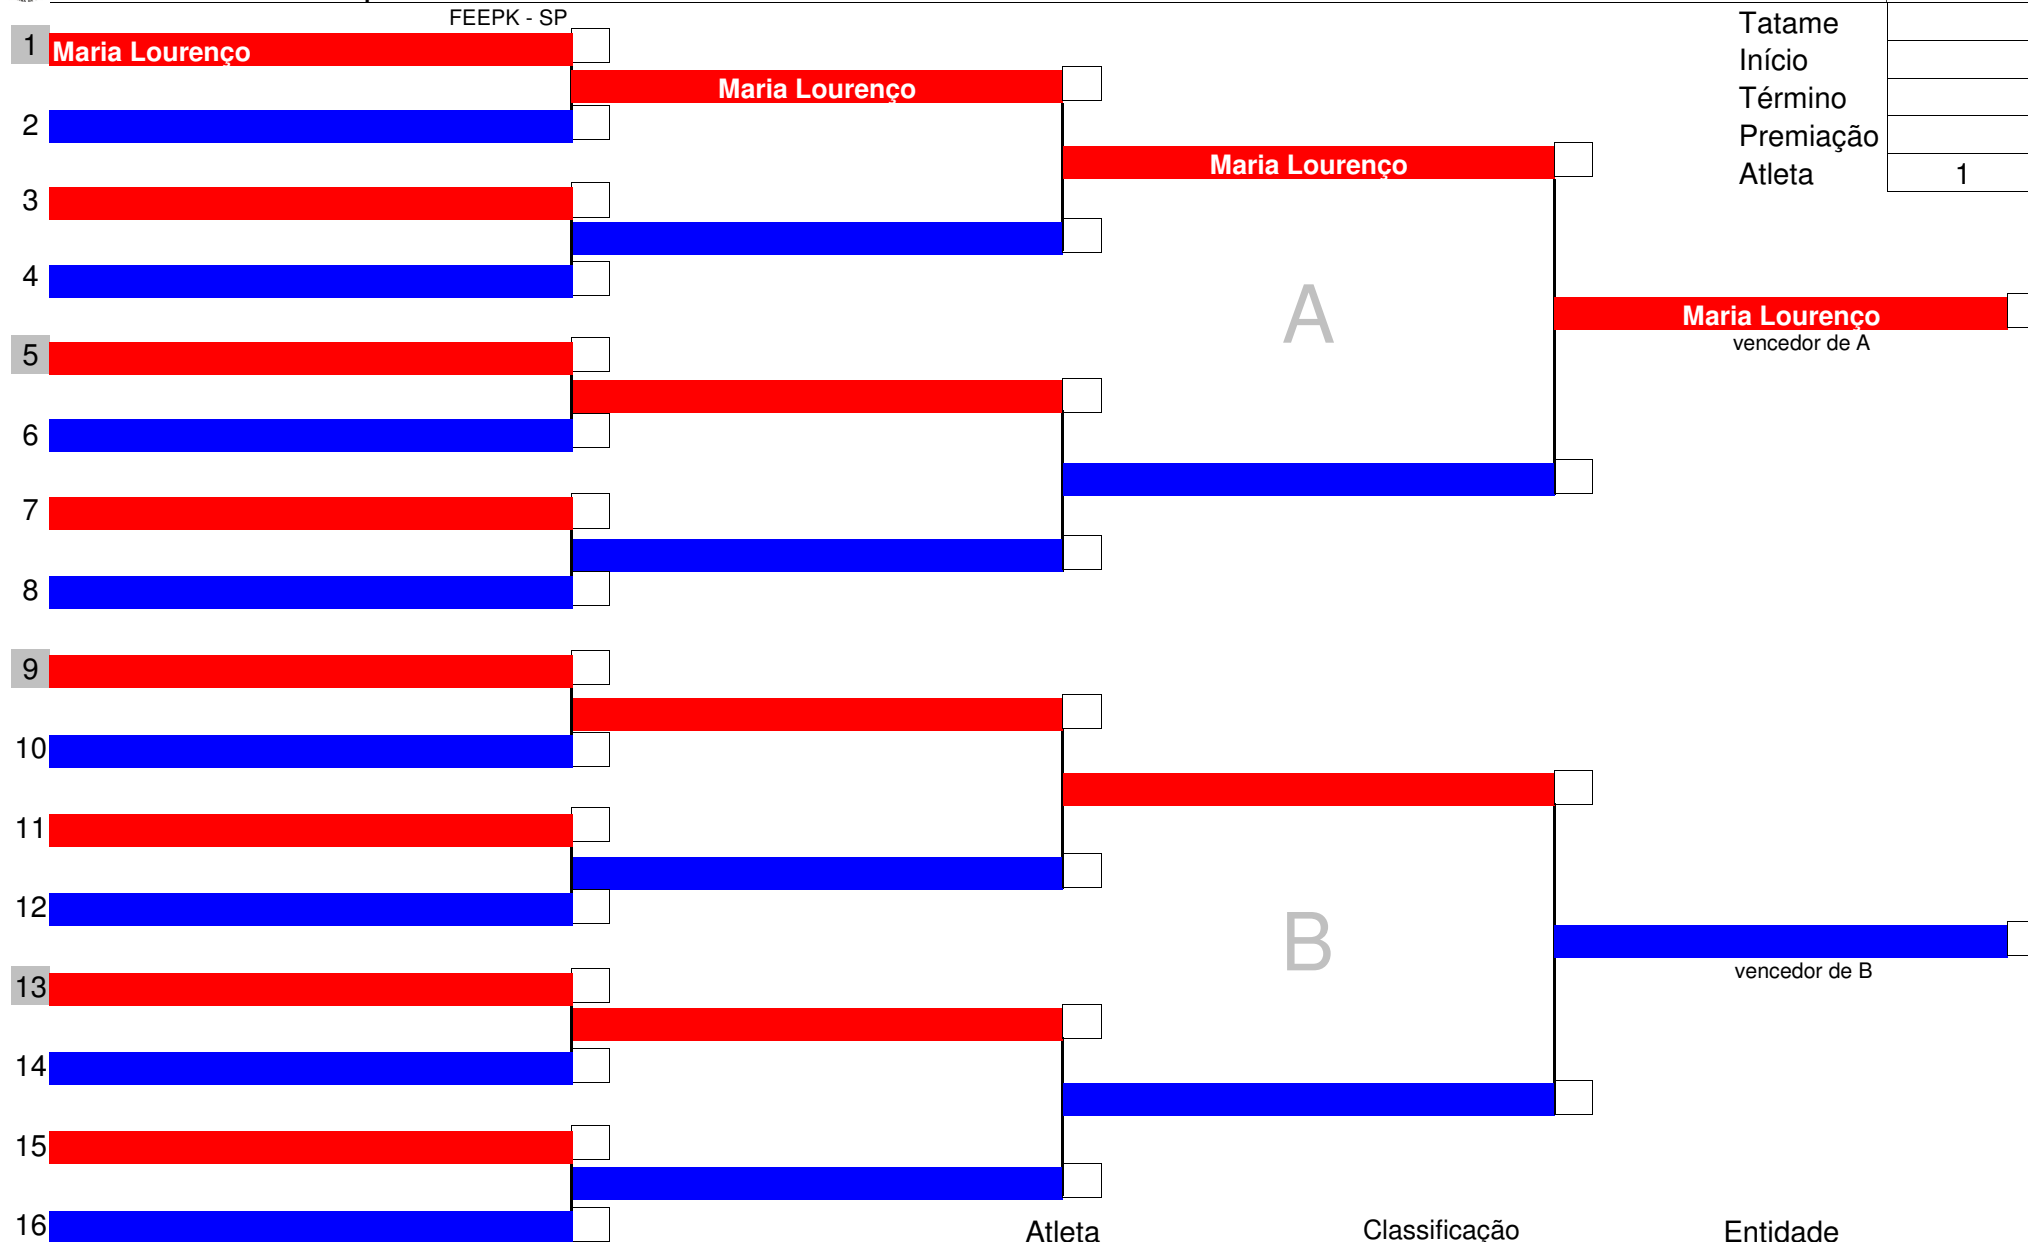 FEEPK - SP
Tatame
1 Maria Lourenço
Início
Maria Lourenço
Término
2
Premiação
Maria Lourenço
Atleta 1
3
4
A
Maria Lourenço
vencedor de A
5
6
7
8
9
10
11
12
B
vencedor de B
13
14
15
16
Atleta Classificação Entidade